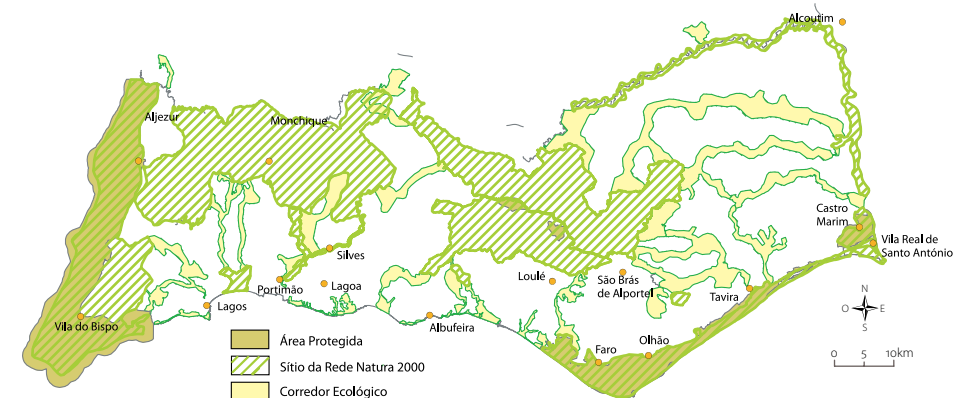 Alcoutim
Aljezur
Monchique
Castro
Marim
Vila Real de
Santo António
Silves
Loulé
São Brás
de Alportel
Portimão
Lagoa
Tavira
Lagos
Vila do Bispo
Albufeira
Faro
Olhão
N
O
E
S
0
5
10km
Área Protegida
Sítio da Rede Natura 2000
Corredor Ecológico